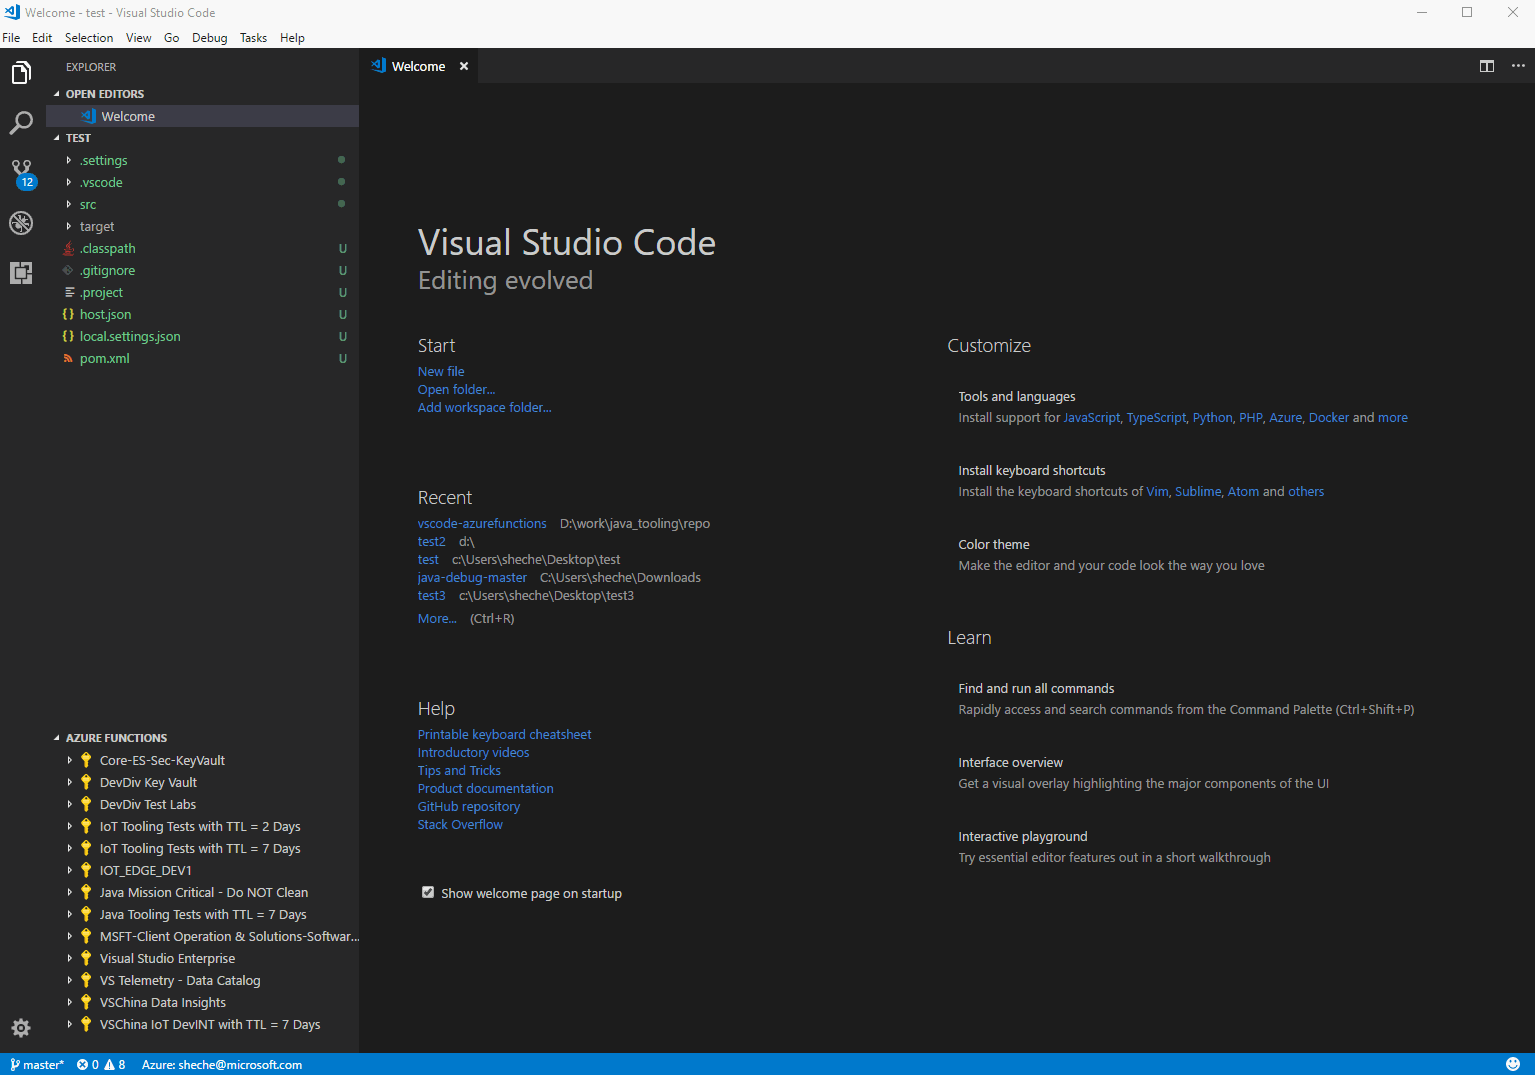 Welcome - test - Visual Studio Code
File Edit Selection View Go Debug Tasks Help
EXPLORER
OPEN EDITORS
Welcome
TEST
.settings
.vscode
src
target
.classpath U
.gitignore U
.project U
host.json U
local.settings.json U
pom.xml U
12
AZURE FUNCTIONS
Core-ES-Sec-KeyVault
DevDiv Key Vault
DevDiv Test Labs
IoT Tooling Tests with TTL = 2 Days
IoT Tooling Tests with TTL = 7 Days
IOT_EDGE_DEV1
Java Mission Critical - Do NOT Clean
Java Tooling Tests with TTL = 7 Days
MSFT-Client Operation & Solutions-Softwar...
Visual Studio Enterprise
VS Telemetry - Data Catalog
VSChina Data Insights
VSChina IoT DevINT with TTL = 7 Days
Welcome
Visual Studio Code
Editing evolved
Start
New file
Open folder...
Add workspace folder...
Recent
vscode-azurefunctions D:\work\java_tooling\repo
test2 d:\
test c:\Users\sheche\Desktop\test
java-debug-master C:\Users\sheche\Downloads
test3 c:\Users\sheche\Desktop\test3
More... (Ctrl+R)
Help
Printable keyboard cheatsheet
Introductory videos
Tips and Tricks
Product documentation
GitHub repository
Stack Overflow
Show welcome page on startup
Customize
Tools and languages
Install support for JavaScript, TypeScript, Python, PHP, Azure, Docker and more
Install keyboard shortcuts
Install the keyboard shortcuts of Vim, Sublime, Atom and others
Color theme
Make the editor and your code look the way you love
Learn
Find and run all commands
Rapidly access and search commands from the Command Palette (Ctrl+Shift+P)
Interface overview
Get a visual overlay highlighting the major components of the UI
Interactive playground
Try essential editor features out in a short walkthrough
master* 0 8 Azure: sheche@microsoft.com